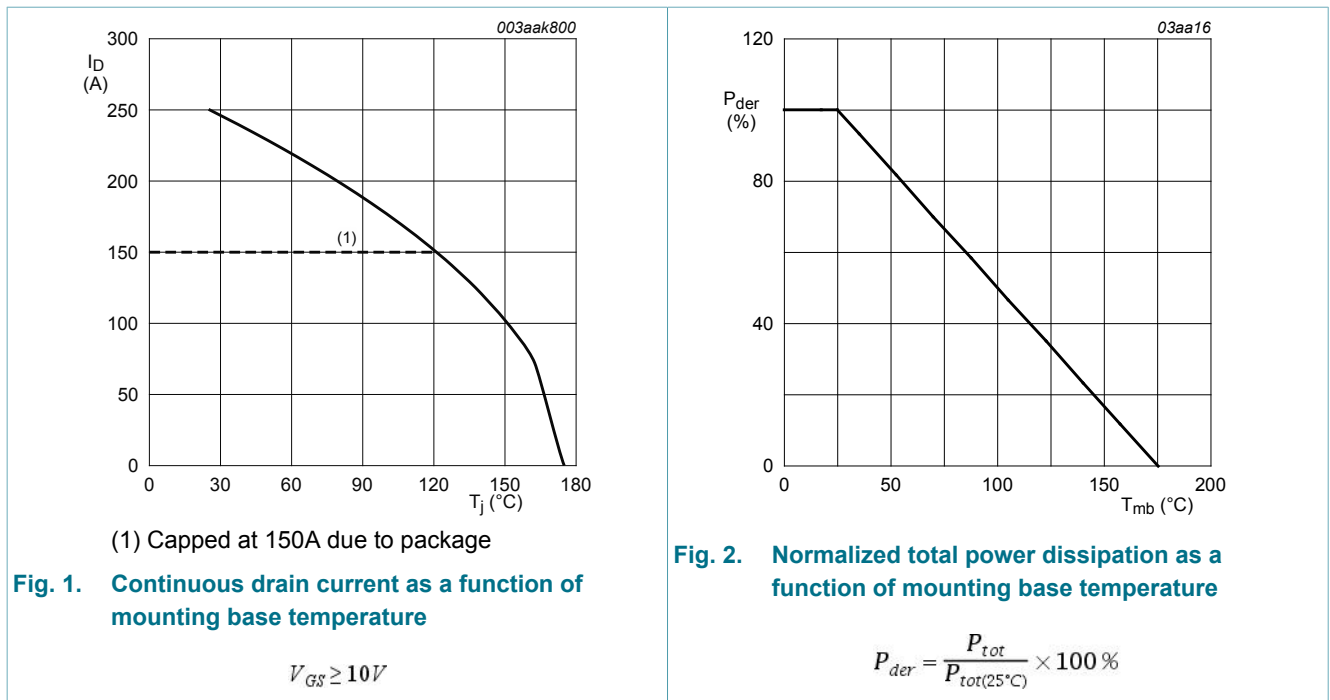 003aak800
300
I_D
(A)
250
200
150
100
50
0
(1)
0 30 60 90 120 150 180
T_j (°C)
(1) Capped at 150A due to package
Fig. 1. Continuous drain current as a function of
mounting base temperature
V_GS ≥ 10V
03aa16
120
P_der
(%)
80
40
0
0 50 100 150 200
T_mb (°C)
Fig. 2. Normalized total power dissipation as a
function of mounting base temperature
P_der = P_tot / P_tot(25°C) × 100 %